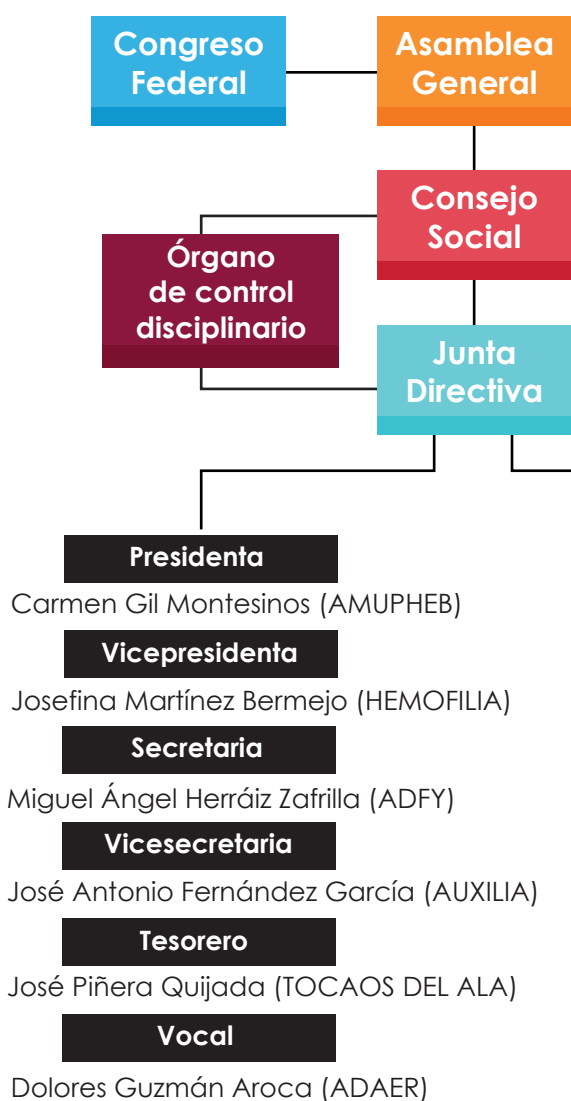 Congreso
Federal
Asamblea
General
Consejo
Social
Órgano
de control
disciplinario
Junta
Directiva
Presidenta
Carmen Gil Montesinos (AMUPHEB)
Vicepresidenta
Josefina Martínez Bermejo (HEMOFILIA)
Secretaria
Miguel Ángel Herráiz Zafrilla (ADFY)
Vicesecretaria
José Antonio Fernández García (AUXILIA)
Tesorero
José Piñera Quijada (TOCAOS DEL ALA)
Vocal
Dolores Guzmán Aroca (ADAER)